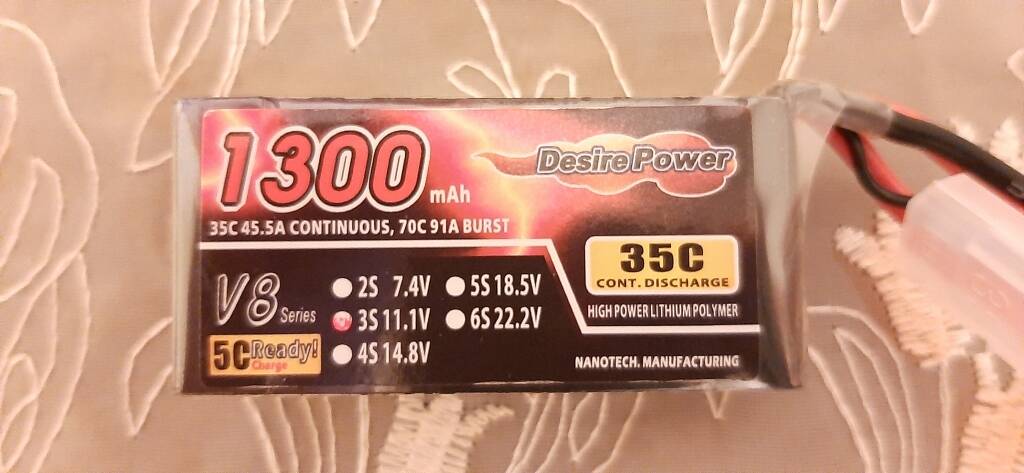 1300 mAh
Desire Power
35C 45.5A CONTINUOUS, 70C 91A BURST
35C
CONT. DISCHARGE
HIGH POWER LITHIUM POLYMER
V8 Series
2S 7.4V
5S 18.5V
3S 11.1V
6S 22.2V
4S 14.8V
5C Ready!
Charge
NANOTECH. MANUFACTURING